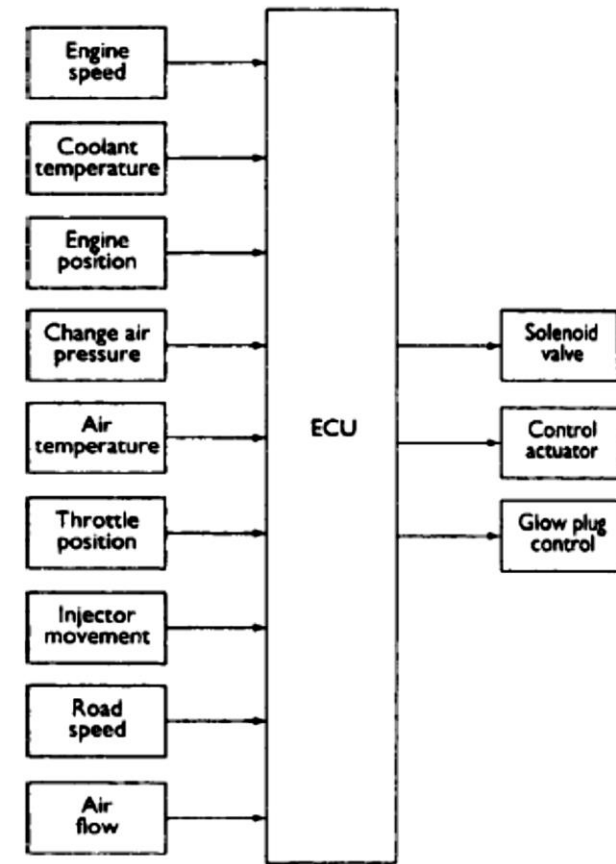 Engine
speed
Coolant
temperature
Engine
position
Change air
pressure
Air
temperature
Throttle
position
Injector
movement
Road
speed
Air
flow
ECU
Solenoid
valve
Control
actuator
Glow plug
control